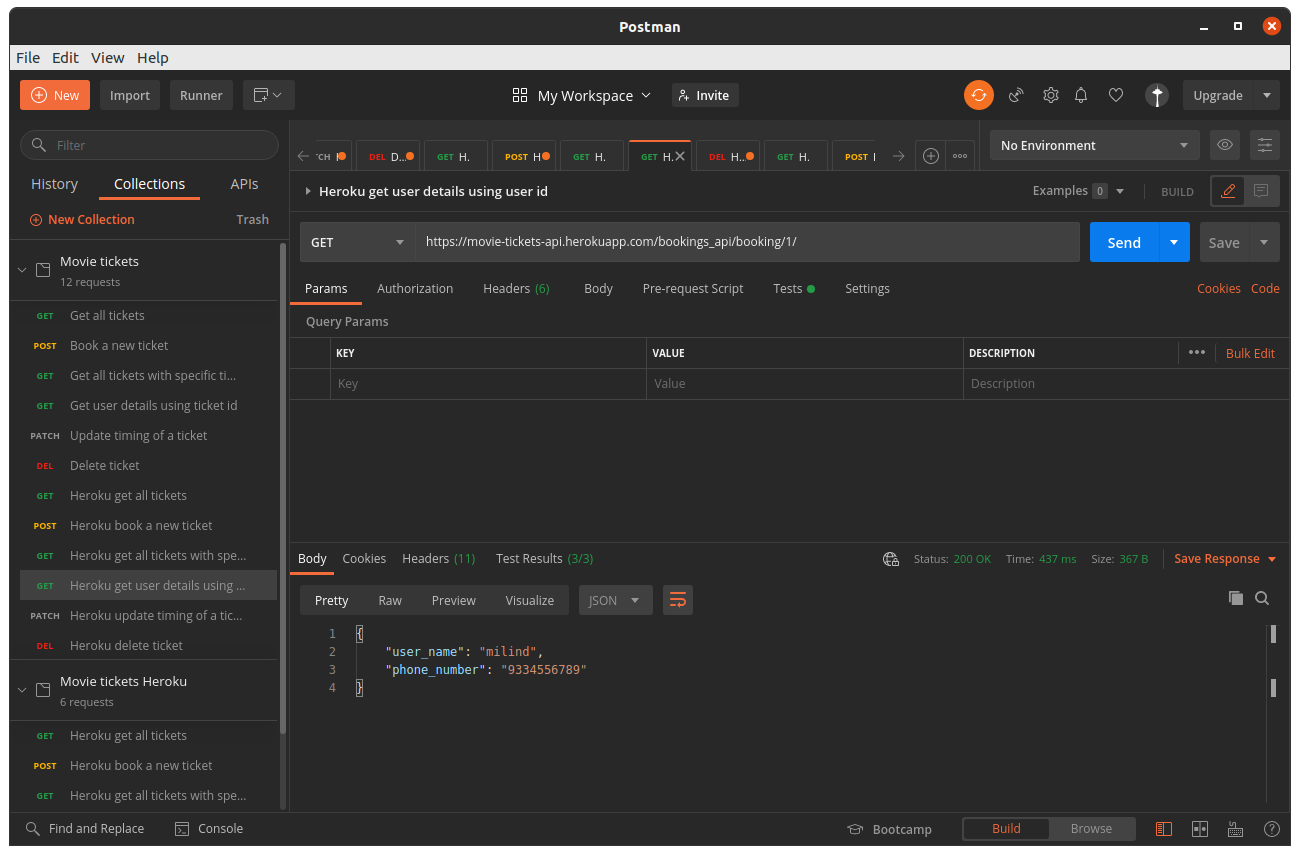 Postman
File Edit View Help
New Import Runner My Workspace Invite Upgrade
Filter
History Collections APIs
New Collection Trash
Movie tickets
12 requests
GET Get all tickets
POST Book a new ticket
GET Get all tickets with specific ti...
GET Get user details using ticket id
PATCH Update timing of a ticket
DEL Delete ticket
GET Heroku get all tickets
POST Heroku book a new ticket
GET Heroku get all tickets with spe...
GET Heroku get user details using ...
PATCH Heroku update timing of a tic...
DEL Heroku delete ticket
Movie tickets Heroku
6 requests
GET Heroku get all tickets
POST Heroku book a new ticket
GET Heroku get all tickets with spe...
TCH DEL D... GET H. POST H GET H. GET H. DEL H... GET H. POST No Environment
Heroku get user details using user id Examples 0 BUILD
GET https://movie-tickets-api.herokuapp.com/bookings_api/booking/1/ Send Save
Params Authorization Headers (6) Body Pre-request Script Tests Settings Cookies Code
Query Params
KEY VALUE DESCRIPTION ••• Bulk Edit
Key Value Description
Body Cookies Headers (11) Test Results (3/3) Status: 200 OK Time: 437 ms Size: 367 B Save Response
Pretty Raw Preview Visualize JSON
1 {
2 "user_name": "milind",
3 "phone_number": "9334556789"
4 }
Find and Replace Console Bootcamp Build Browse